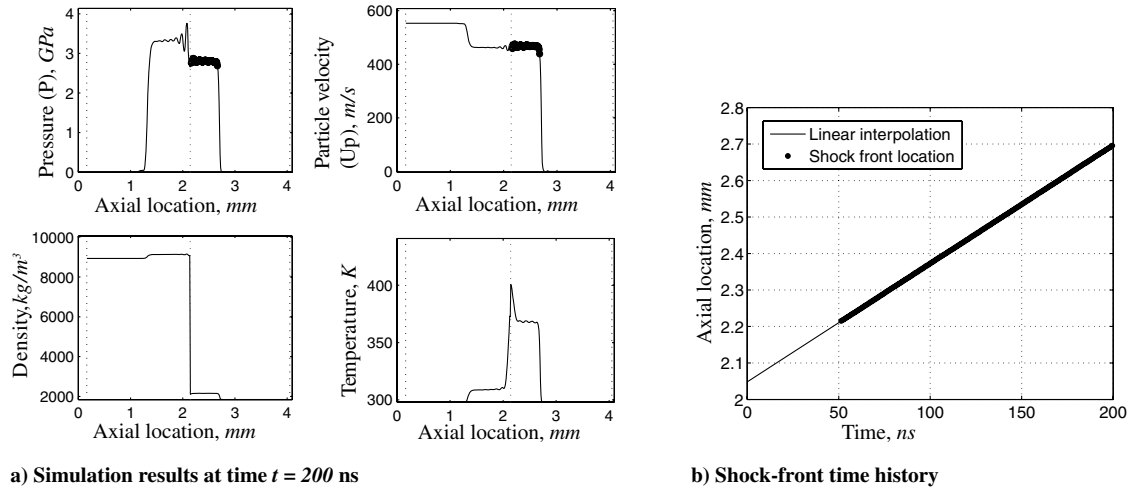 Pressure (P), GPa
4
3
2
1
0
0 1 2 3 4
Axial location, mm
Particle velocity
(Up), m/s
600
400
200
0
0 1 2 3 4
Axial location, mm
Density,kg/m³
10000
8000
6000
4000
2000
0 1 2 3 4
Axial location, mm
Temperature, K
400
350
300
0 1 2 3 4
Axial location, mm
a) Simulation results at time t = 200 ns
Axial location, mm
2.8
2.7
2.6
2.5
2.4
2.3
2.2
2.1
2
Linear interpolation
Shock front location
0 50 100 150 200
Time, ns
b) Shock-front time history